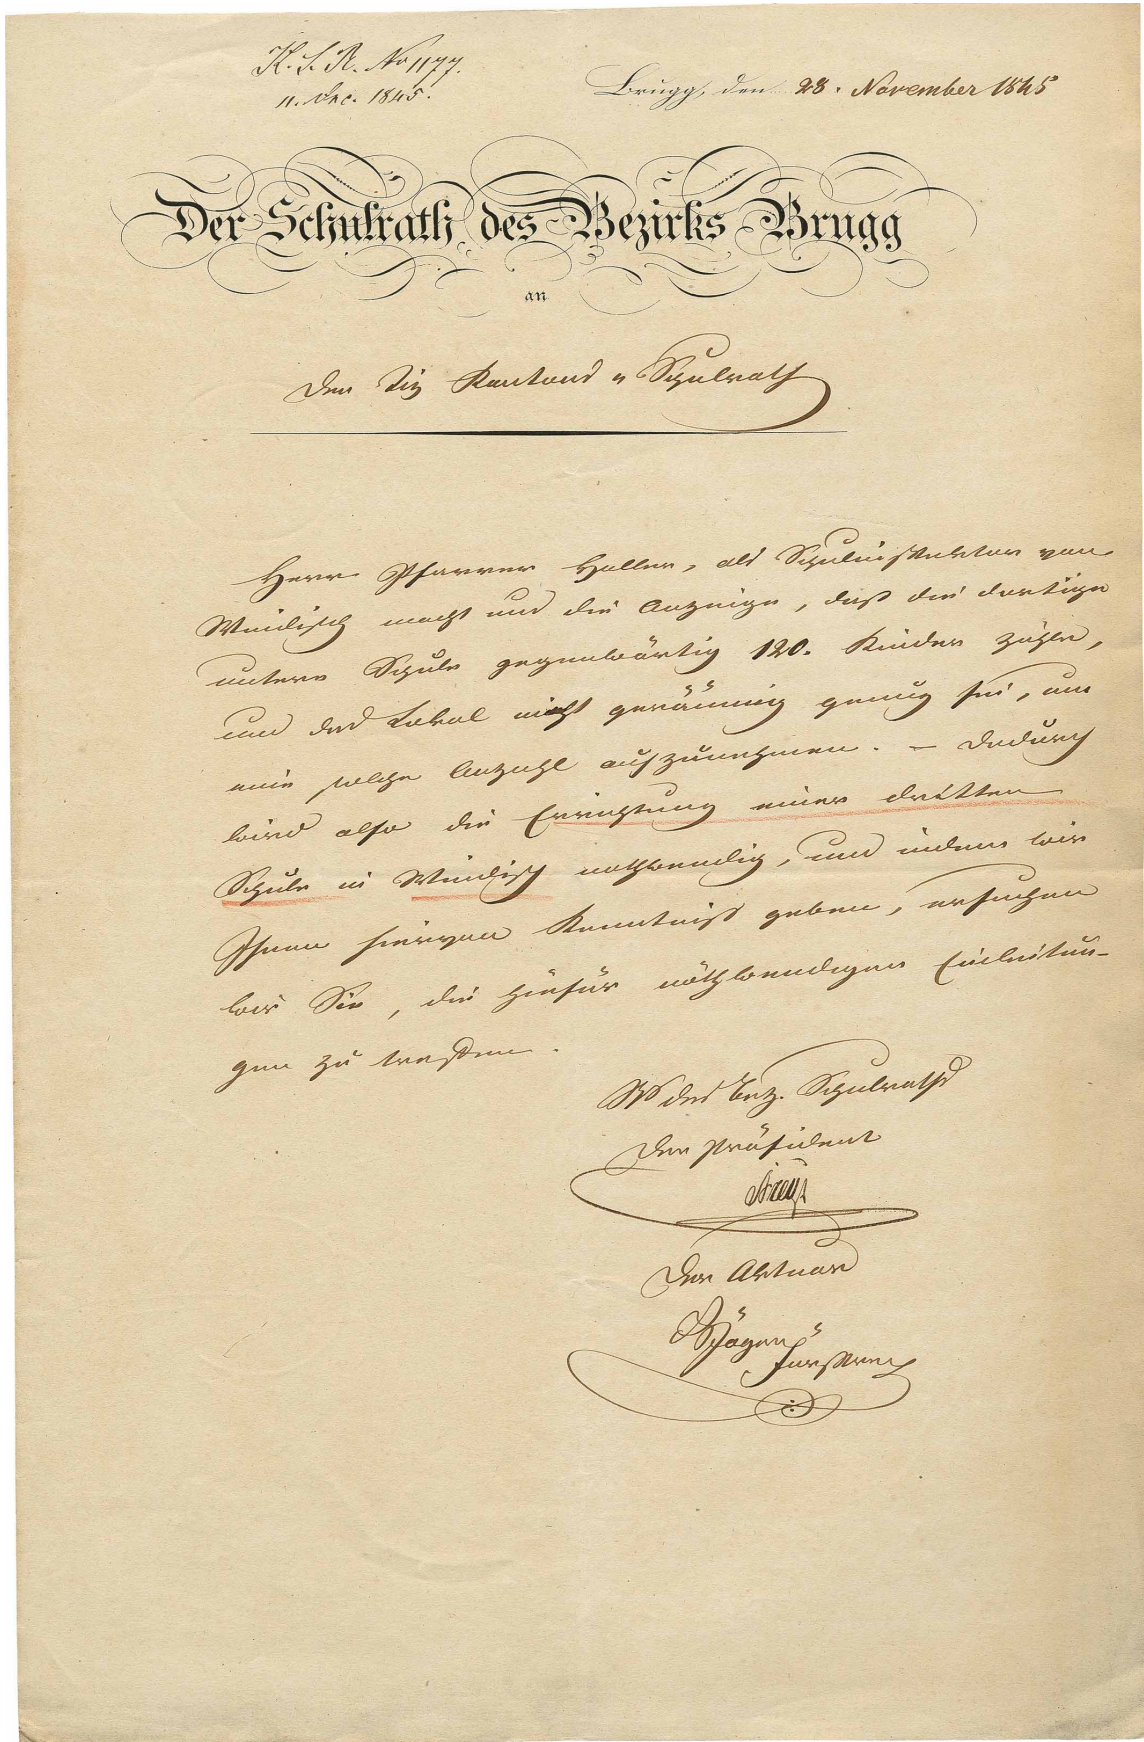 K. S. R. No 1177.
11. Dec. 1845.
Brugg, den 28. November 1845
Der Schulrath des Bezirks Brugg
an
Den Tit Kantons „ Schulrath
Herr Pfarrer Haller, als Schulinspektor von
Windisch macht uns die Anzeige, daß die dortige
untere Schule gegenwärtig 120. Kinder zähle,
und das Lokal nicht geräumig genug sei, um
eine solche Anzahl aufzunehmen. – Dadurch
wird also die Errichtung einer dritten
Schule in Windisch nothwendig, und indem wir
Ihnen hiervon Kenntniß geben, ersuchen
wir Sie, die hiefür nöthwendigen Einleitun-
gen zu treffen.
des Bez. Schulraths
Der Präsident
Der Aktuar